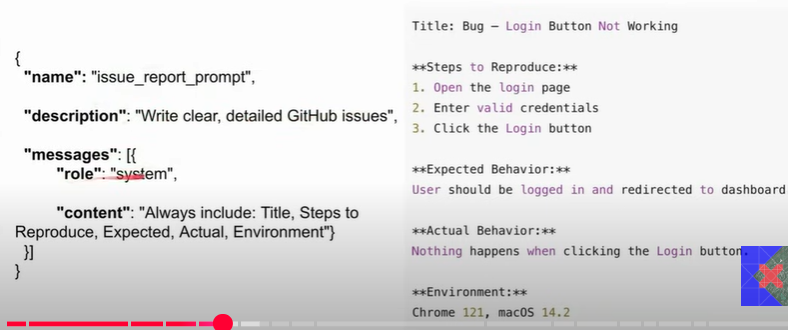 {
"name": "issue_report_prompt",
"description": "Write clear, detailed GitHub issues",
"messages": [{
"role": "system",
"content": "Always include: Title, Steps to
Reproduce, Expected, Actual, Environment"}
}]
}
Title: Bug – Login Button Not Working
**Steps to Reproduce:**
1. Open the login page
2. Enter valid credentials
3. Click the Login button
**Expected Behavior:**
User should be logged in and redirected to dashboard
**Actual Behavior:**
Nothing happens when clicking the Login button.
**Environment:**
Chrome 121, macOS 14.2